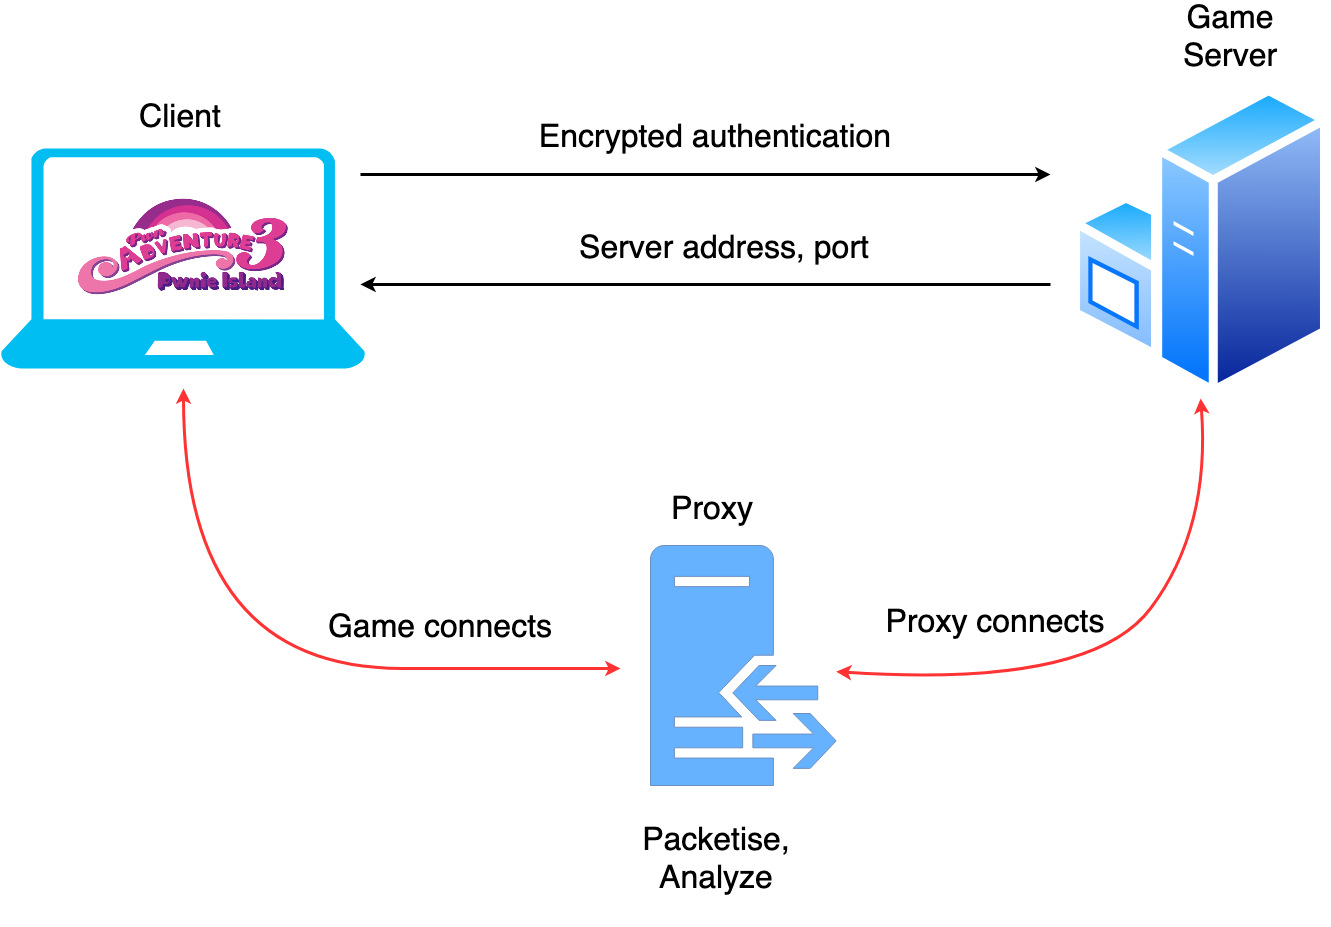 Game
Server
Client
Encrypted authentication
Pwn
ADVENTURE 3
Pwnie Island
Server address, port
Proxy
Game connects
Proxy connects
Packetise,
Analyze